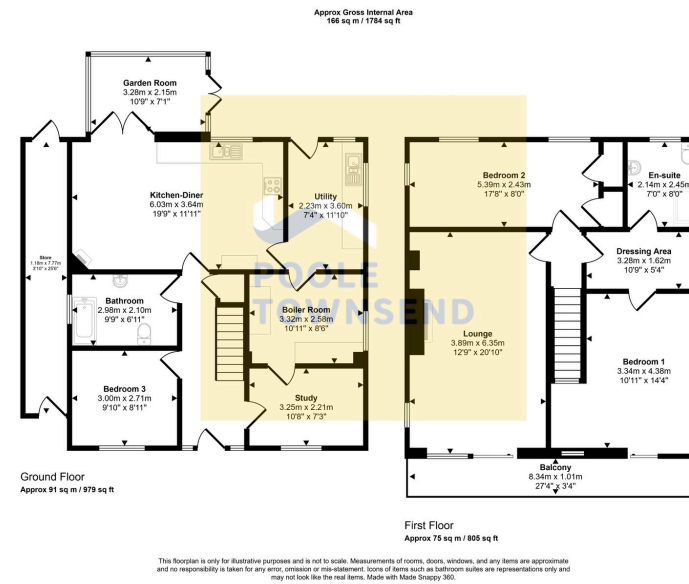 Approx Gross Internal Area
166 sq m / 1784 sq ft
Garden Room
3.28m x 2.15m
10'9" x 7'1"
Kitchen-Diner
6.03m x 3.64m
19'9" x 11'11"
Utility
2.23m x 3.60m
7'4" x 11'10"
Store
1.18m x 7.77m
3'10" x 25'6"
Bathroom
2.98m x 2.10m
9'9" x 6'11"
Boiler Room
3.32m x 2.58m
10'11" x 8'6"
Bedroom 3
3.00m x 2.71m
9'10" x 8'11"
Study
3.25m x 2.21m
10'8" x 7'3"
Ground Floor
Approx 91 sq m / 979 sq ft
POOLE
TOWNSEND
Bedroom 2
5.39m x 2.43m
17'8" x 8'0"
En-suite
2.14m x 2.45m
7'0" x 8'0"
Dressing Area
3.28m x 1.62m
10'9" x 5'4"
Lounge
3.89m x 6.35m
12'9" x 20'10"
Bedroom 1
3.34m x 4.38m
10'11" x 14'4"
Balcony
8.34m x 1.01m
27'4" x 3'4"
First Floor
Approx 75 sq m / 805 sq ft
This floorplan is only for illustrative purposes and is not to scale. Measurements of rooms, doors, windows, and any items are approximate
and no responsibility is taken for any error, omission or mis-statement. Icons of items such as bathroom suites are representations only and
may not look like the real items. Made with Made Snappy 360.